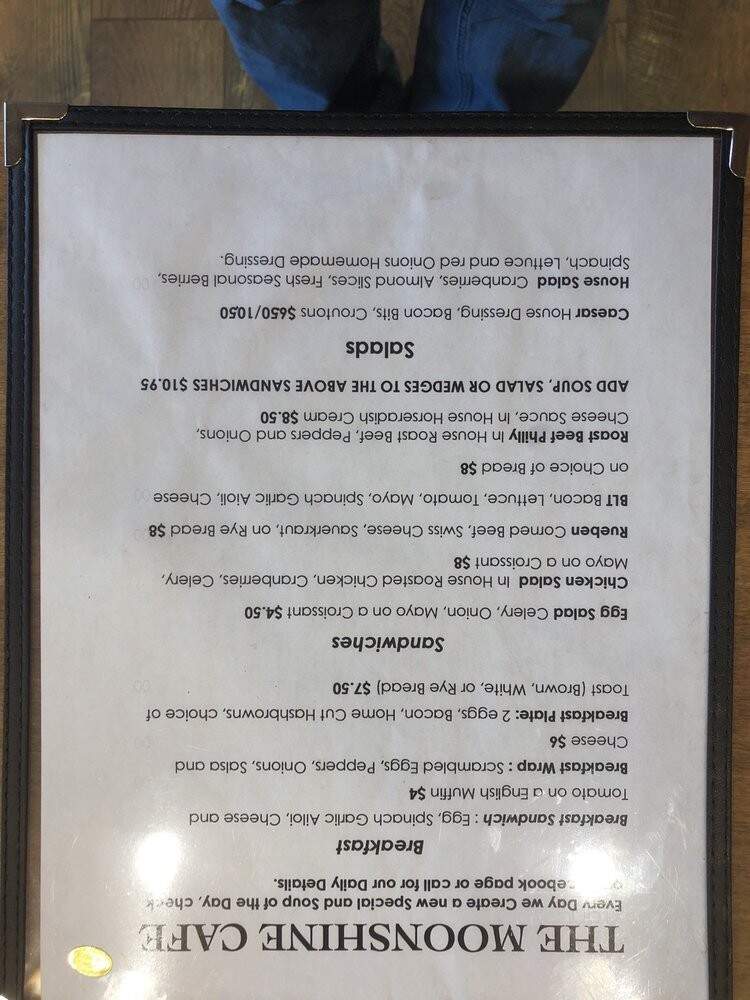 THE MOONSHINE CAFE
Every Day we Create a new Special and Soup of the Day, check
page or call for our Daily Details.
Breakfast
Breakfast Sandwich : Egg, Spinach Garlic Ailoi, Cheese and
Tomato on a English Muffin $4
Breakfast Wrap : Scrambled Eggs, Peppers, Onions, Salsa and
Cheese $6
Breakfast Plate: 2 eggs, Bacon, Home Cut Hashbrowns, choice of
Toast (Brown, White, or Rye Bread) $7.50
Sandwiches
Egg Salad Celery, Onion, Mayo on a Croissant $4.50
Chicken Salad In House Roasted Chicken, Cranberries, Celery,
Mayo on a Croissant $8
Rueben Corned Beef, Swiss Cheese, Sauerkraut, on Rye Bread $8
BLT Bacon, Lettuce, Tomato, Mayo, Spinach Garlic Aioli, Cheese
on Choice of Bread $8
Roast Beef Philly In House Roast Beef, Peppers and Onions,
Cheese Sauce, In House Horseradish Cream $8.50
ADD SOUP, SALAD OR WEDGES TO THE ABOVE SANDWICHES $10.95
Salads
Caesar House Dressing, Bacon Bits, Croutons $650/1050
House Salad Cranberries, Almond Slices, Fresh Seasonal Berries,
Spinach, Lettuce and red Onions Homemade Dressing.